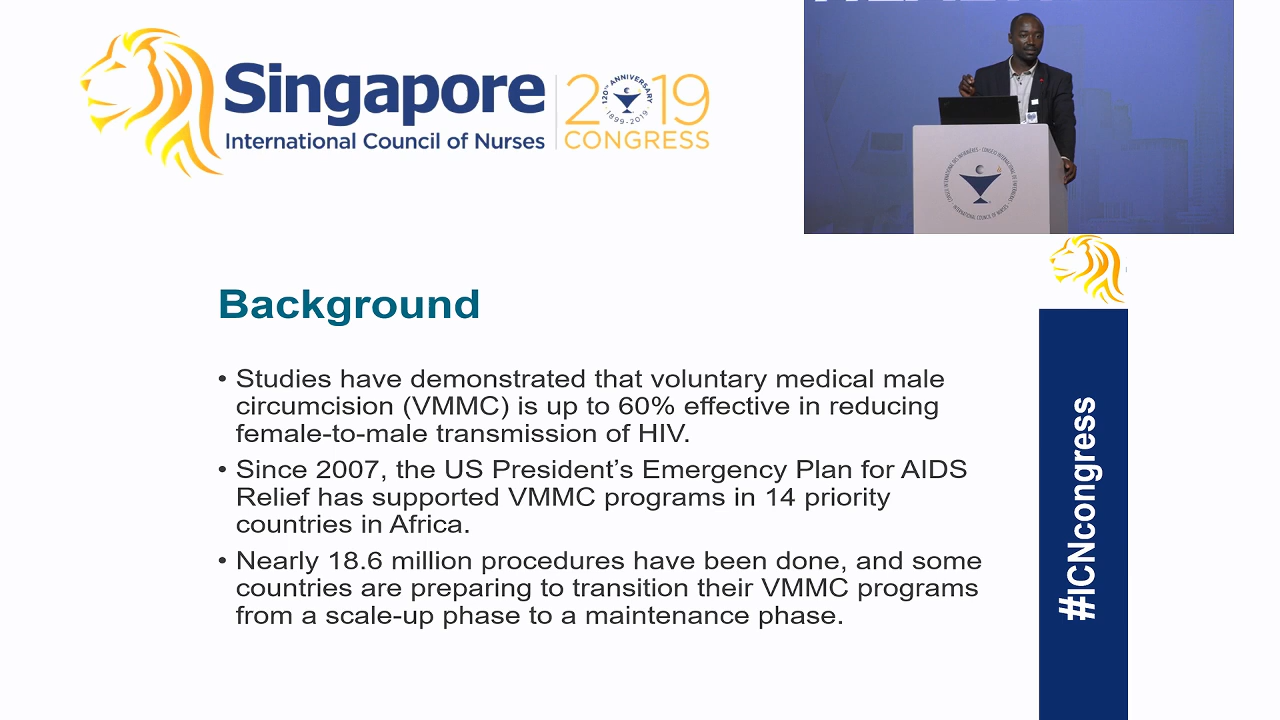 Singapore
International Council of Nurses
2019
CONGRESS
120TH ANNIVERSARY
1899-2019
Background
• Studies have demonstrated that voluntary medical male
circumcision (VMMC) is up to 60% effective in reducing
female-to-male transmission of HIV.
• Since 2007, the US President’s Emergency Plan for AIDS
Relief has supported VMMC programs in 14 priority
countries in Africa.
• Nearly 18.6 million procedures have been done, and some
countries are preparing to transition their VMMC programs
from a scale-up phase to a maintenance phase.
#ICNcongress
INTERNATIONAL COUNCIL OF NURSES